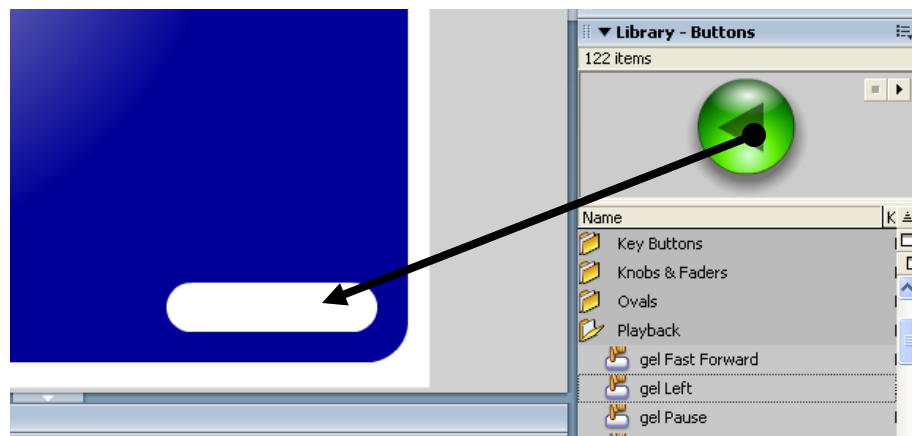 Library - Buttons
122 items
Name K
Key Buttons
Knobs & Faders
Ovals
Playback
gel Fast Forward
gel Left
gel Pause